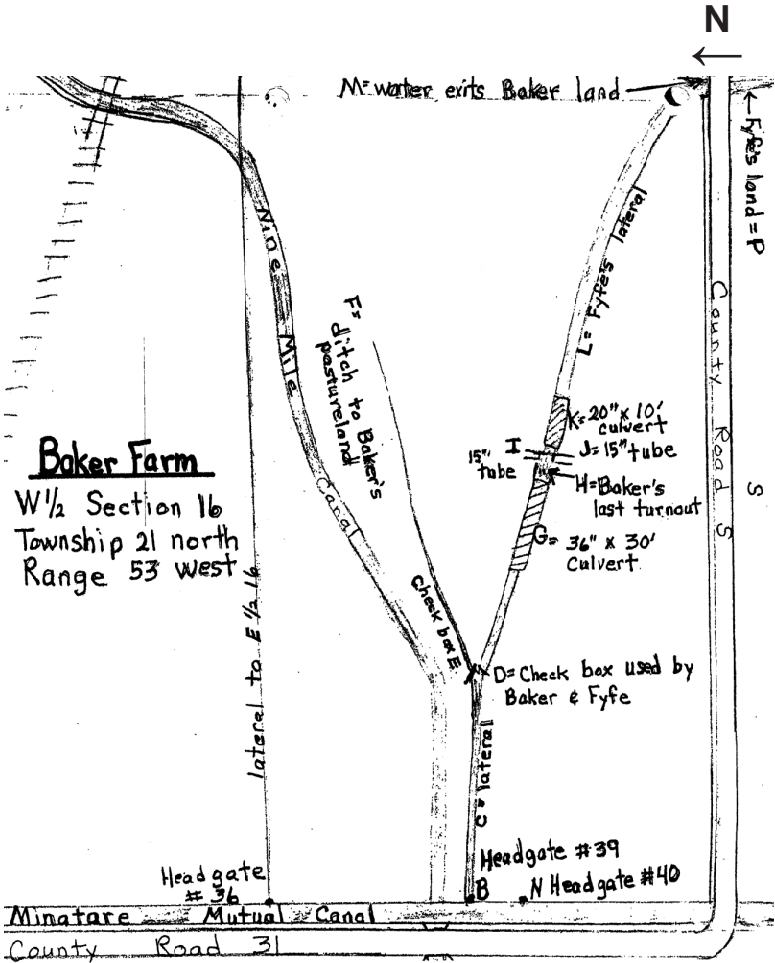 N
M= water exits Baker land
← Fyfe's land = P
Nine Mile Canal
F=
ditch to Baker's
pastureland
L= Fyfe's lateral
County Road S
S
K= 20" x 10'
culvert
I
15"
tube
J= 15" tube
H= Baker's
last turnout
G= 36" x 30'
culvert
Baker Farm
W½ Section 16
Township 21 north
Range 53 west
lateral to E ½ 16
Check box E
D= Check box used by
Baker & Fyfe
C = lateral
Headgate
# 36
Headgate #39
B
N Headgate #40
Minatare Mutual Canal
County Road 31